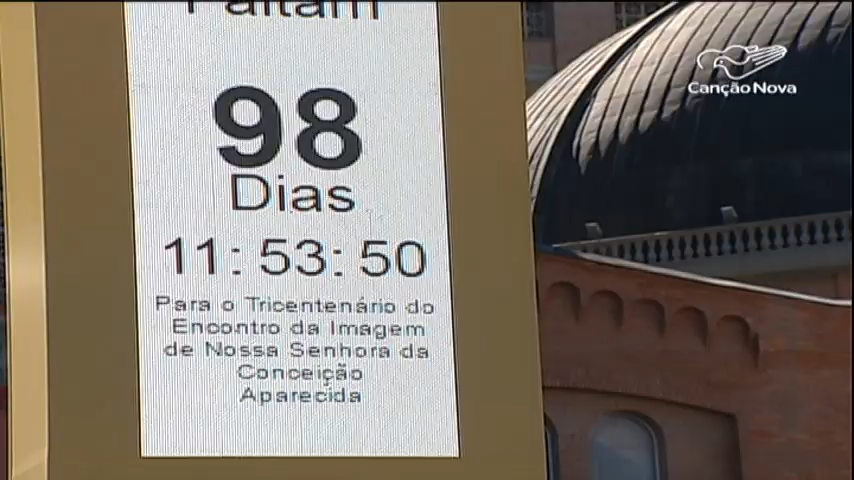 Faltam
98
Dias
11: 53: 50
Para o Tricentenário do
Encontro da Imagem
de Nossa Senhora da
Conceição
Aparecida
Canção Nova